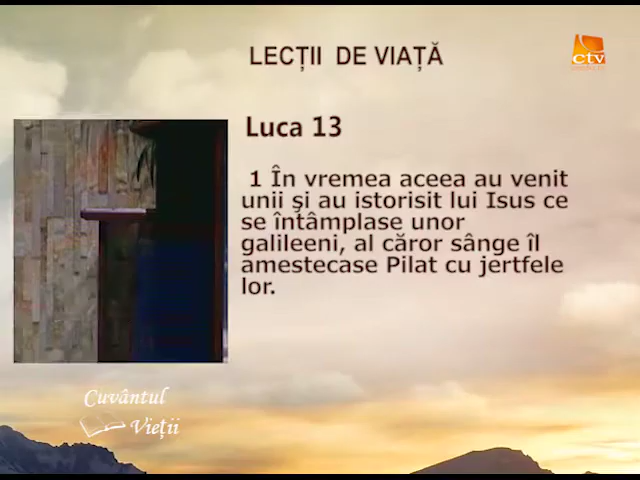 LECȚII DE VIAȚĂ
ctv
Luca 13
1 În vremea aceea au venit
unii și au istorisit lui Isus ce
se întâmplase unor
galileeni, al căror sânge îl
amestecase Pilat cu jertfele
lor.
Cuvântul
Vieții